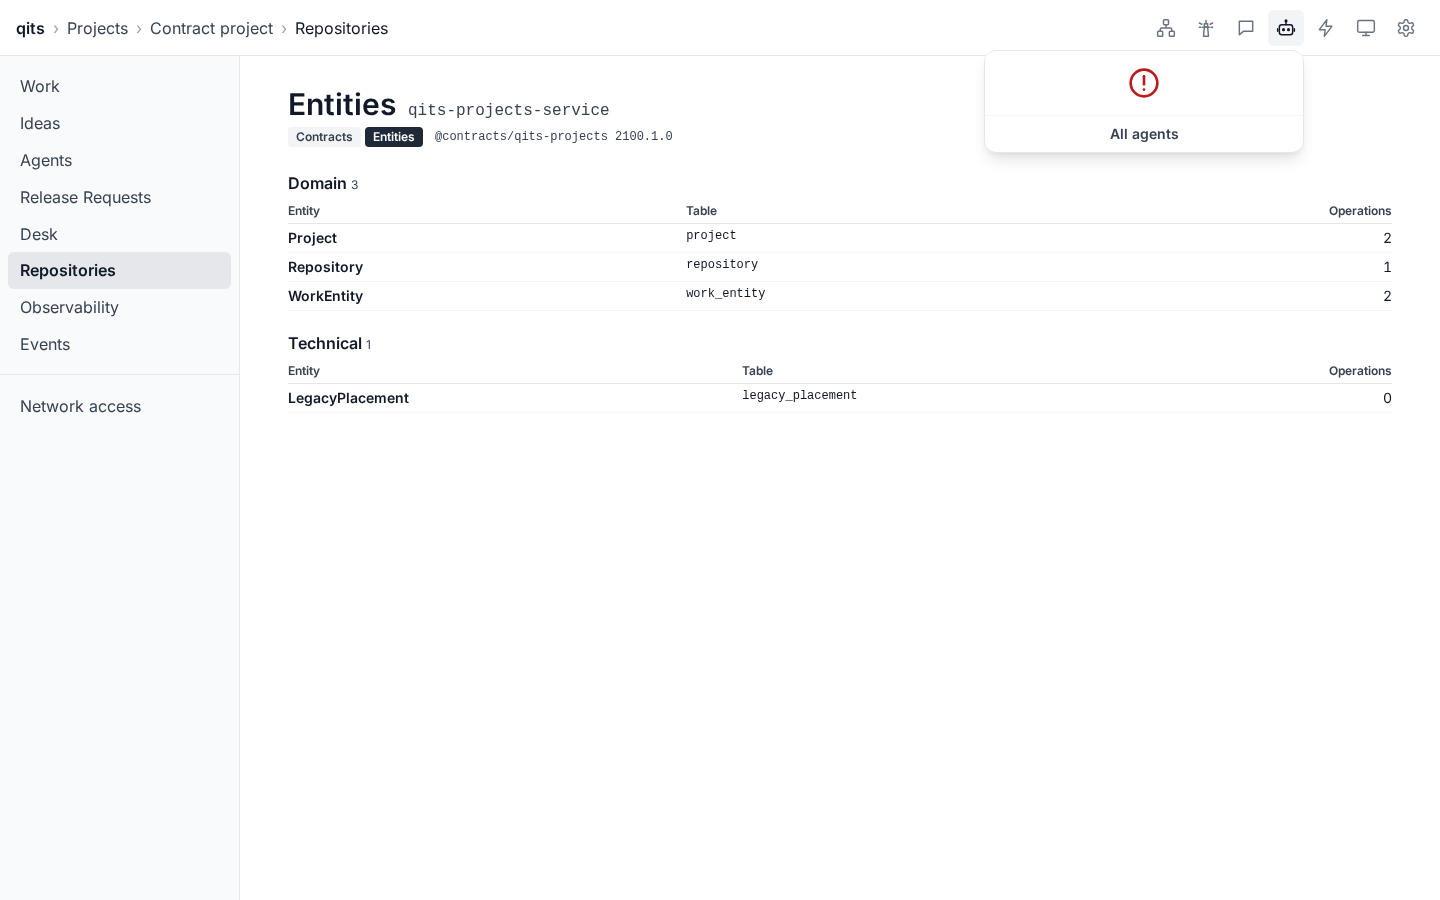 qits › Projects › Contract project › Repositories
All agents
Work
Ideas
Agents
Release Requests
Desk
Repositories
Observability
Events
Network access
Entities qits-projects-service
Contracts Entities @contracts/qits-projects 2100.1.0
Domain 3
Entity Table Operations
Project project 2
Repository repository 1
WorkEntity work_entity 2
Technical 1
Entity Table Operations
LegacyPlacement legacy_placement 0